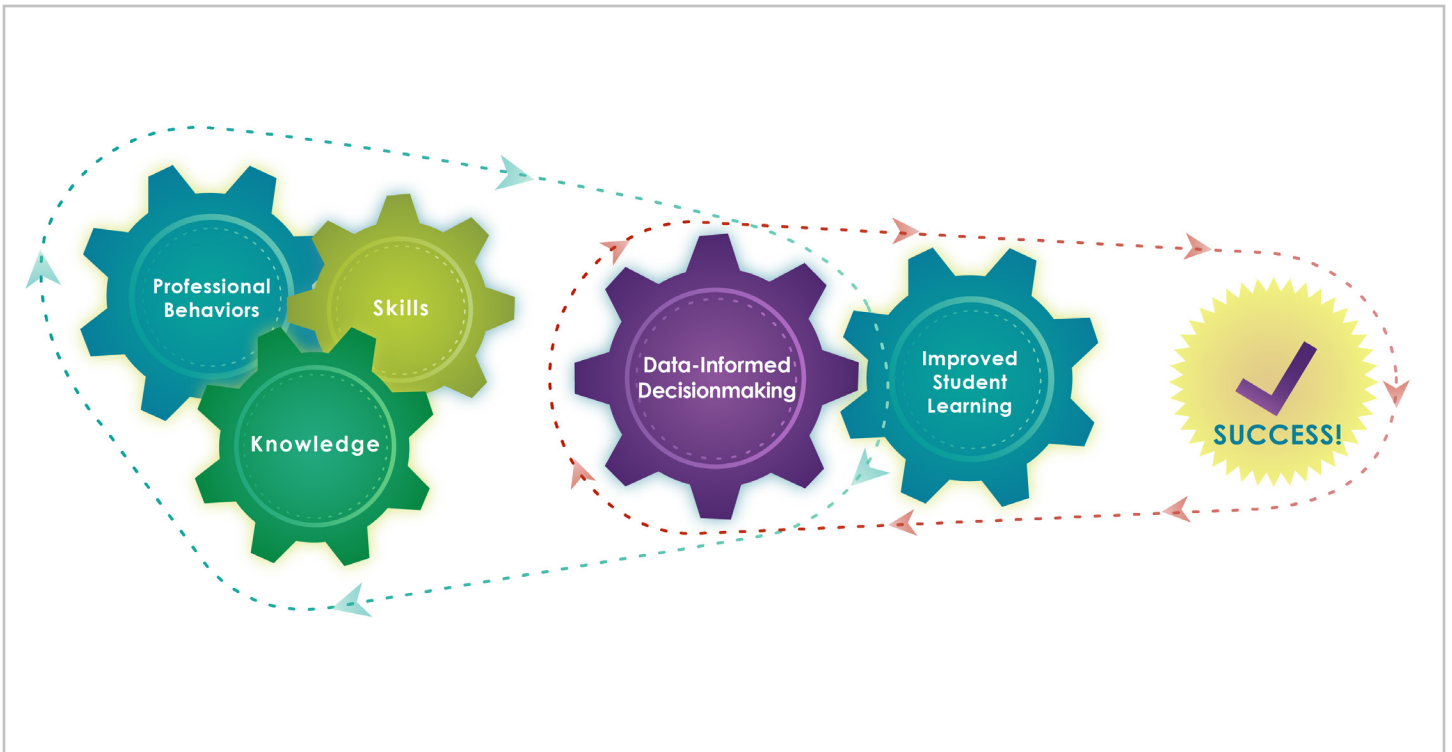 Professional
Behaviors
Skills
Knowledge
Data-Informed
Decisionmaking
Improved
Student
Learning
SUCCESS!